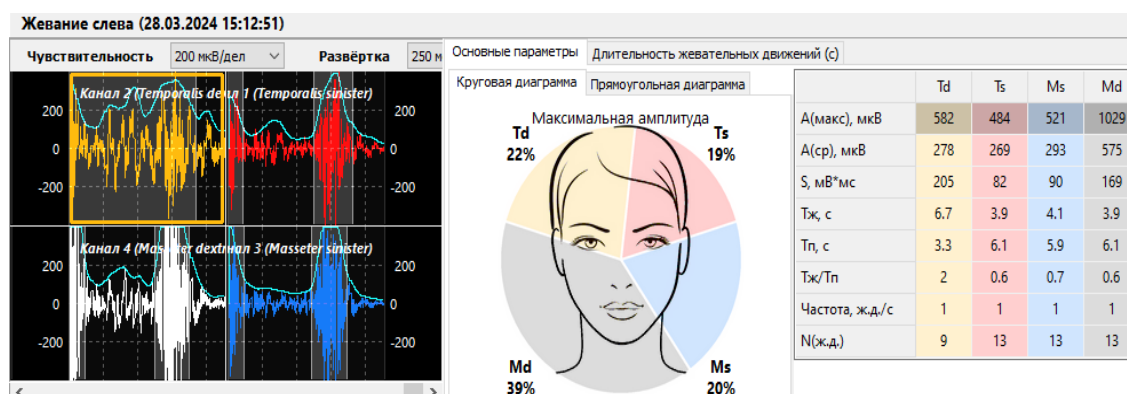 Жевание слева (28.03.2024 15:12:51)
Чувствительность 200 мкВ/дел Развёртка 250 м
Основные параметры Длительность жевательных движений (с)
Круговая диаграмма Прямоугольная диаграмма
Канал 2 (Temporalis 1 (Temporalis sinister)
200 200
0 0
-200 -200
Канал 4 (Masseter 3 (Masseter sinister)
200 200
0 0
-200 -200
Максимальная амплитуда
Td Ts
22% 19%
Md Ms
39% 20%
Td Ts Ms Md
А(макс), мкВ 582 484 521 1029
А(ср), мкВ 278 269 293 575
S, мВ*мс 205 82 90 169
Тж, с 6.7 3.9 4.1 3.9
Тп, с 3.3 6.1 5.9 6.1
Тж/Тп 2 0.6 0.7 0.6
Частота, ж.д./с 1 1 1 1
N(ж.д.) 9 13 13 13